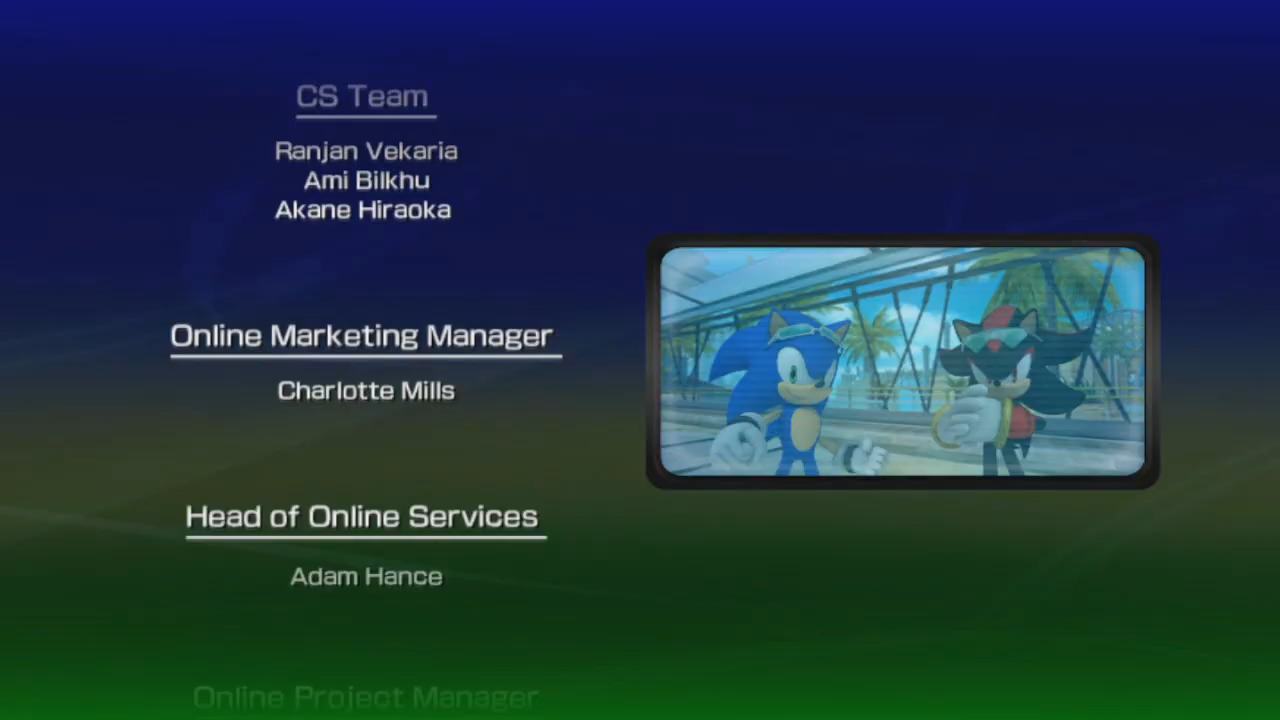 CS Team
Ranjan Vekaria
Ami Bilkhu
Akane Hiraoka
Online Marketing Manager
Charlotte Mills
Head of Online Services
Adam Hance
Online Project Manager